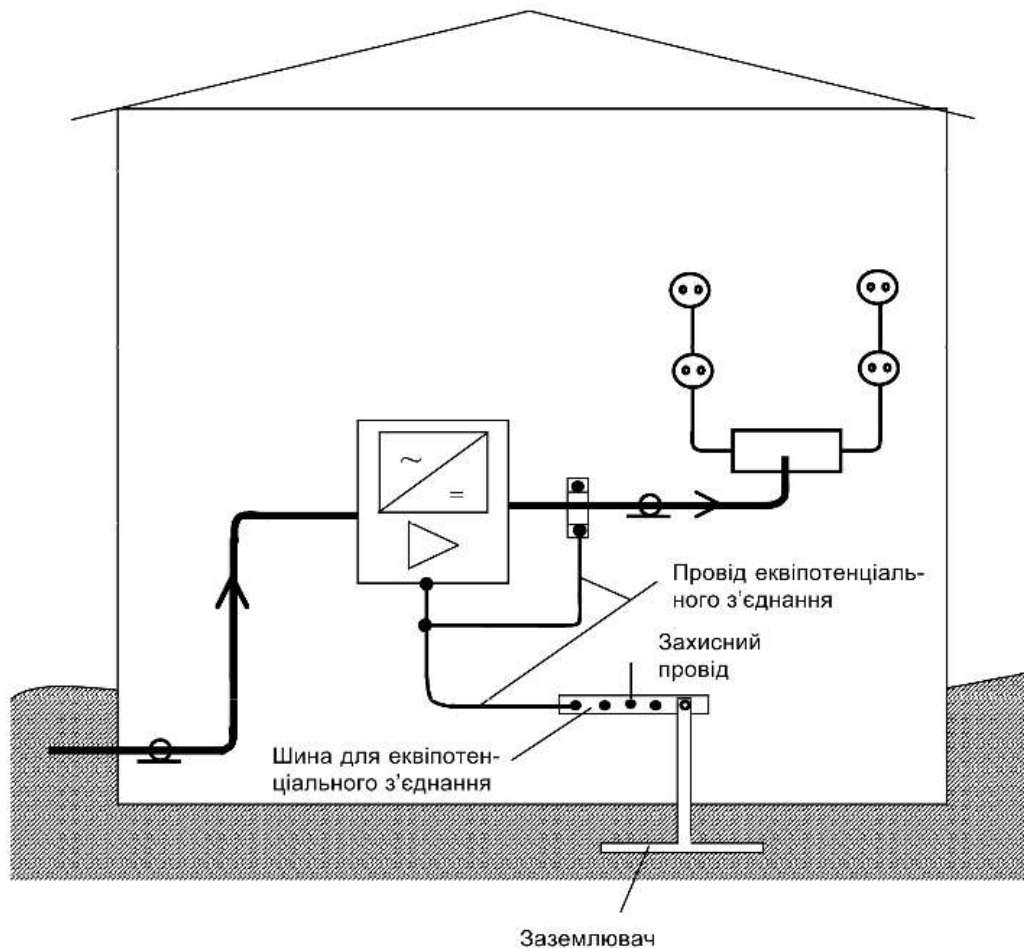 ~
=
Провід еквіпотенціаль-
ного з’єднання
Захисний
провід
Шина для еквіпотен-
ціального з’єднання
Заземлювач